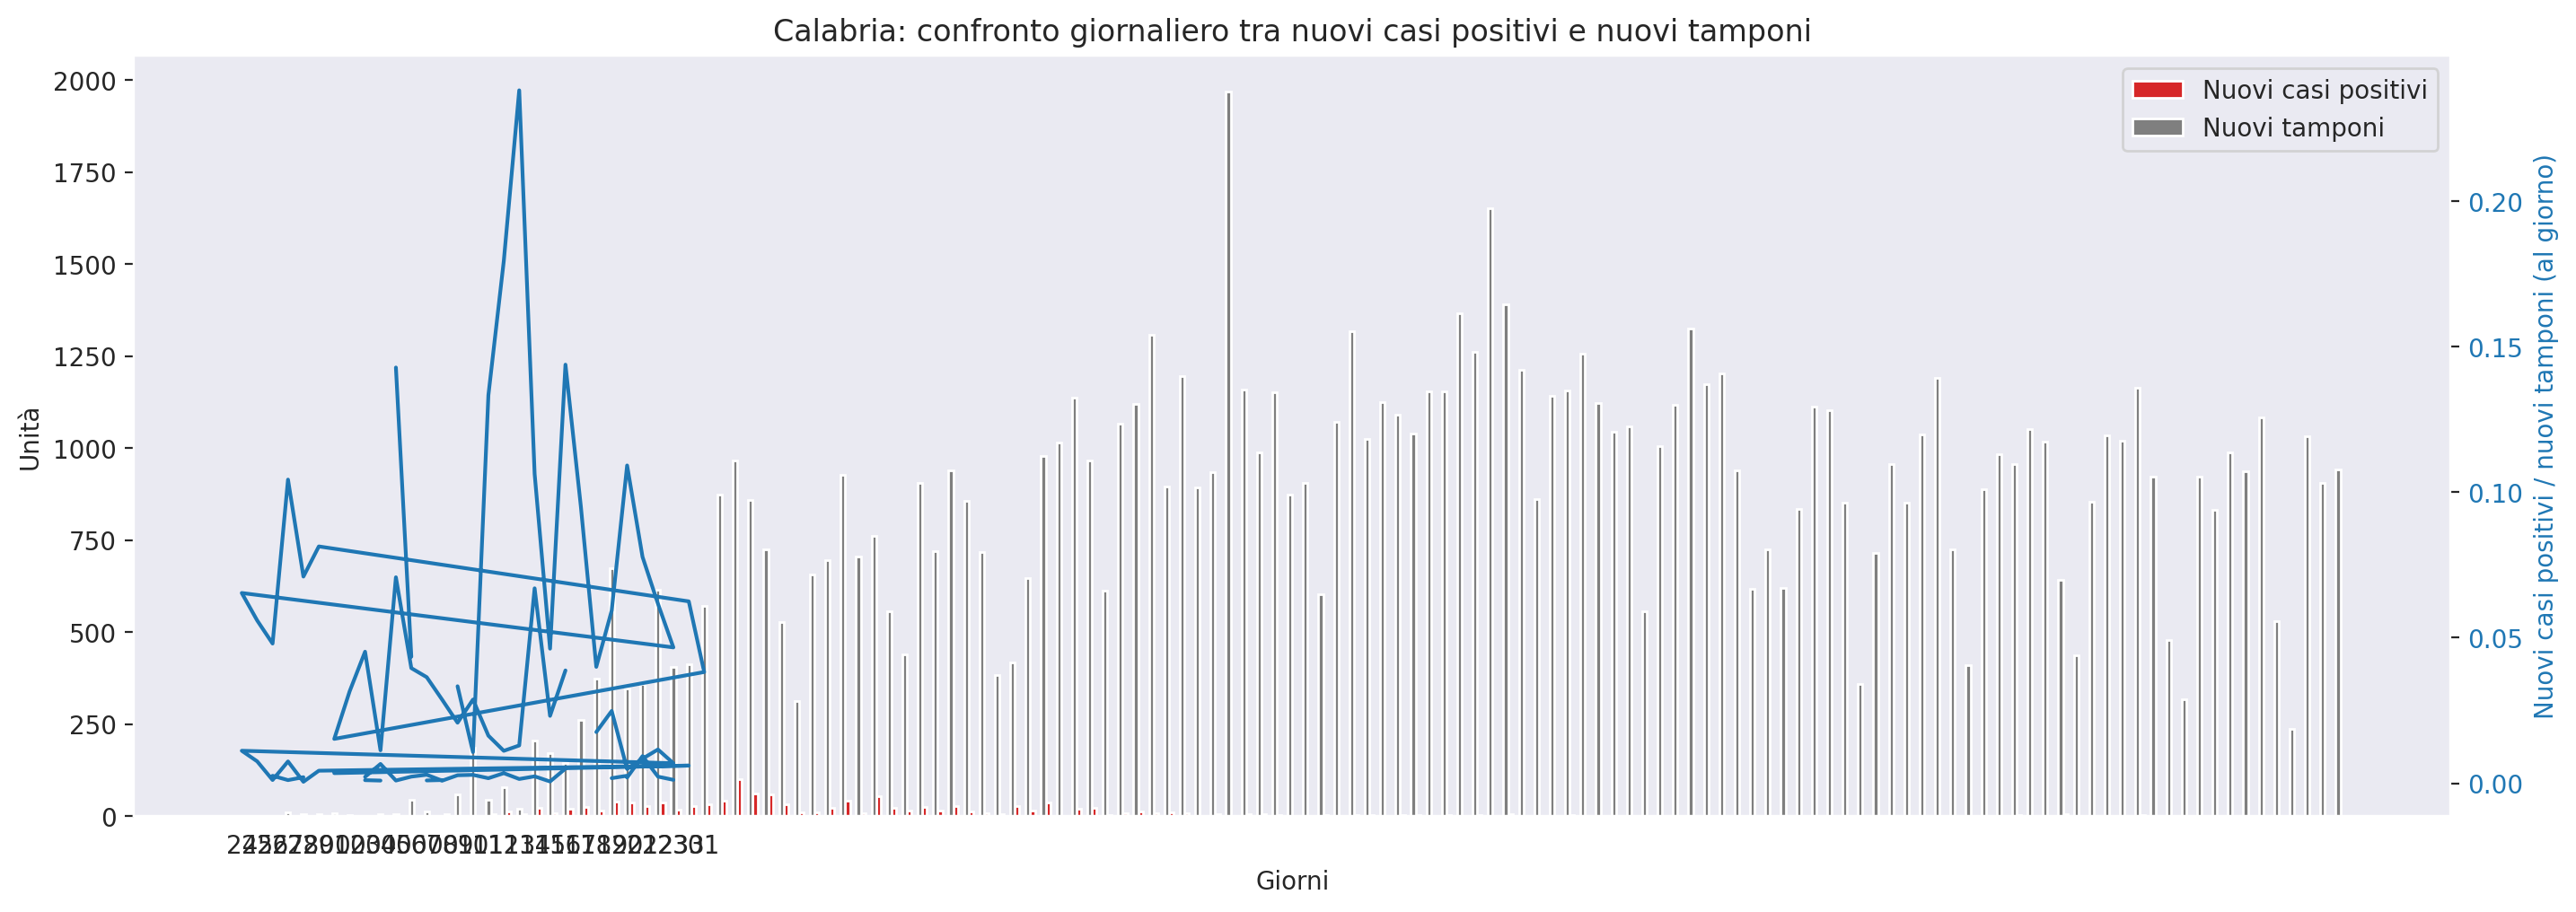 Calabria: confronto giornaliero tra nuovi casi positivi e nuovi tamponi
Nuovi casi positivi
Nuovi tamponi
2000
1750
1500
1250
1000
750
500
250
0
Unità
0.20
0.15
0.10
0.05
0.00
Nuovi casi positivi / nuovi tamponi (al giorno)
Giorni